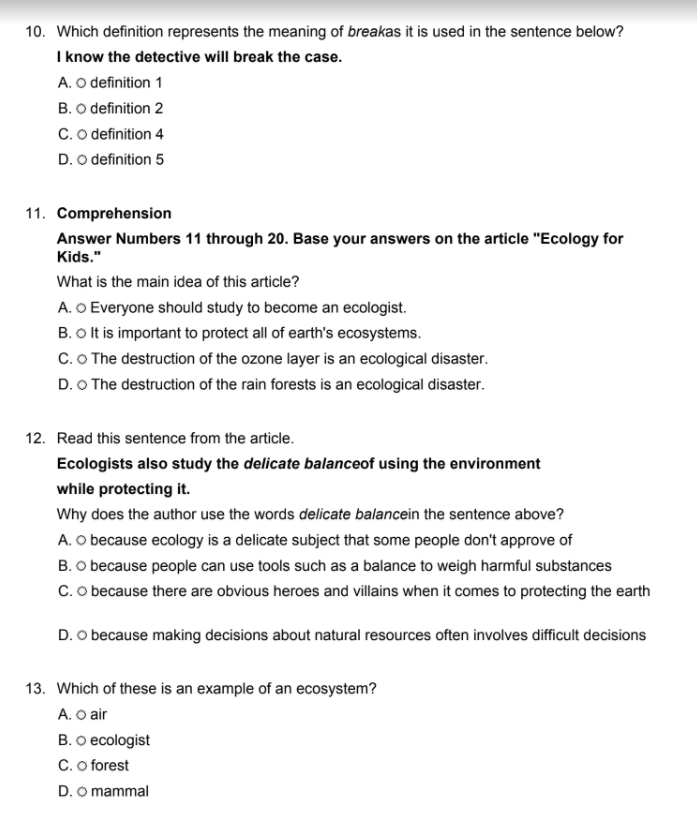 10. Which definition represents the meaning of breakas it is used in the sentence below?
I know the detective will break the case.
A. O definition 1
B. O definition 2
C. O definition 4
D. O definition 5
11. Comprehension
Answer Numbers 11 through 20. Base your answers on the article "Ecology for
Kids."
What is the main idea of this article?
A. O Everyone should study to become an ecologist.
B. O It is important to protect all of earth's ecosystems.
C. O The destruction of the ozone layer is an ecological disaster.
D. O The destruction of the rain forests is an ecological disaster.
12. Read this sentence from the article.
Ecologists also study the delicate balanceof using the environment
while protecting it.
Why does the author use the words delicate balancein the sentence above?
A. O because ecology is a delicate subject that some people don't approve of
B. O because people can use tools such as a balance to weigh harmful substances
C. O because there are obvious heroes and villains when it comes to protecting the earth
D. O because making decisions about natural resources often involves difficult decisions
13. Which of these is an example of an ecosystem?
A. O air
B. O ecologist
C. O forest
D. O mammal